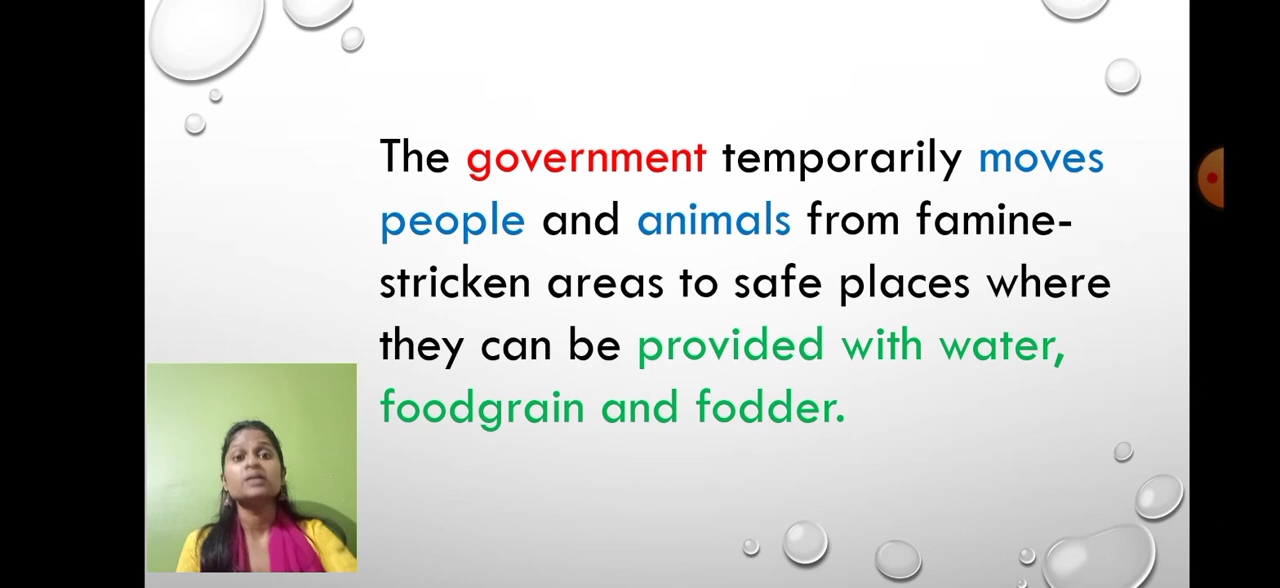 The government temporarily moves
people and animals from famine-
stricken areas to safe places where
they can be provided with water,
foodgrain and fodder.